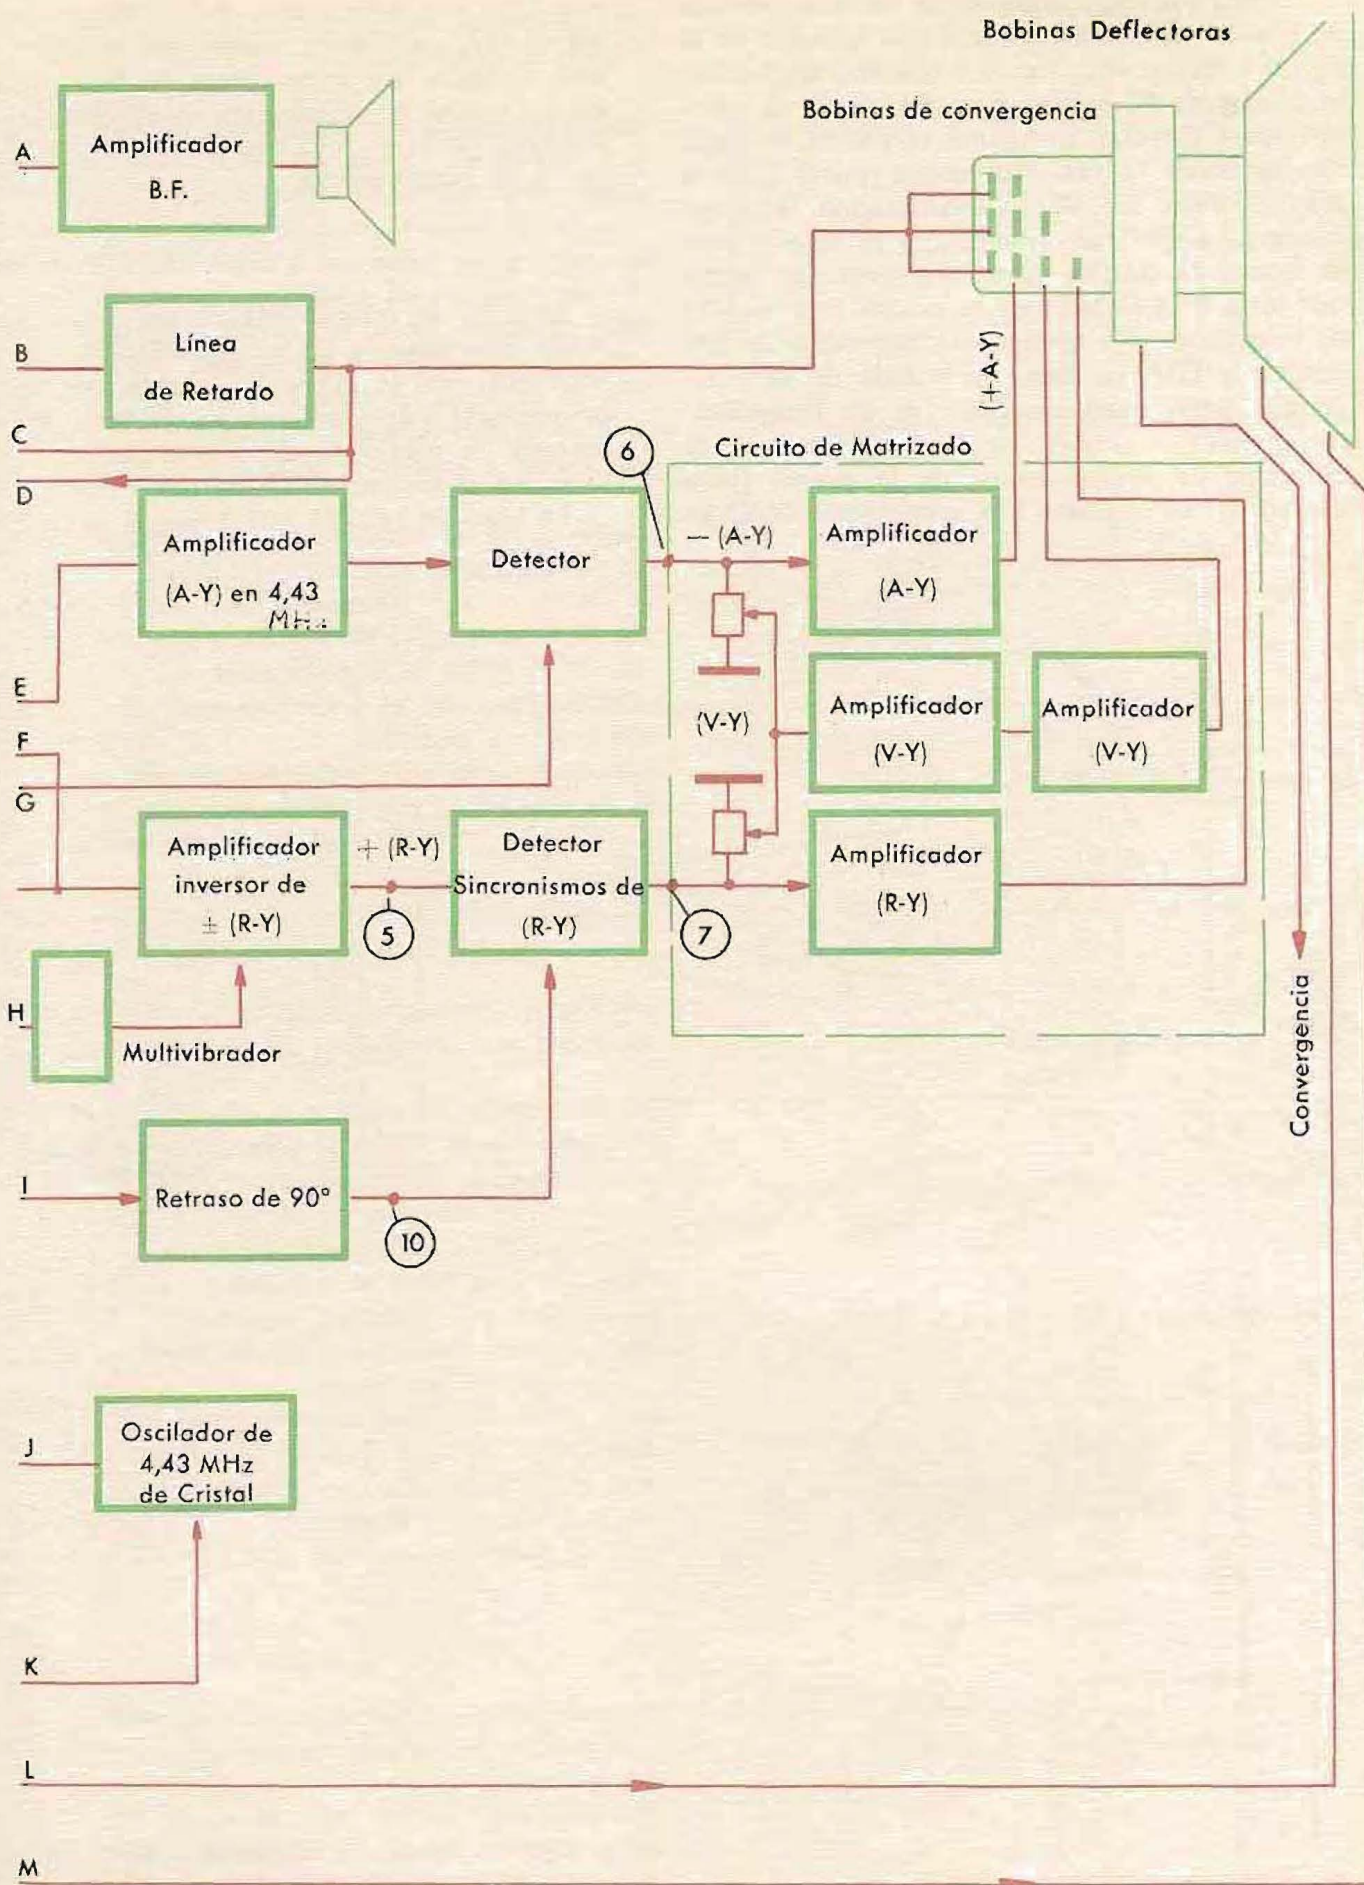 Bobinas Deflectoras
Bobinas de convergencia
A
Amplificador
B.F.
B
Línea
de Retardo
(+A-Y)
C
D
6
Circuito de Matrizado
Amplificador
(A-Y) en 4,43
MHz
Detector
— (A-Y)
Amplificador
(A-Y)
E
F
G
(V-Y)
Amplificador
(V-Y)
Amplificador
(V-Y)
Amplificador
inversor de
± (R-Y)
+ (R-Y)
5
Detector
Sincronismos de
(R-Y)
7
Amplificador
(R-Y)
H
Multivibrador
Convergencia
I
Retraso de 90°
10
J
Oscilador de
4,43 MHz
de Cristal
K
L
M